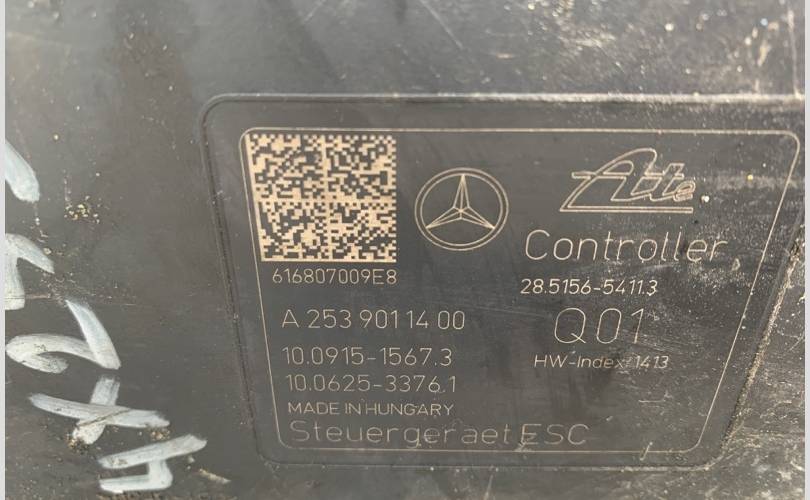 Ate
Controller
616807009E8
28.5156-5411.3
A 253 901 14 00
Q01
10.0915-1567.3
HW-Index 1413
10.0625-3376.1
MADE IN HUNGARY
Steuergeraet ESC